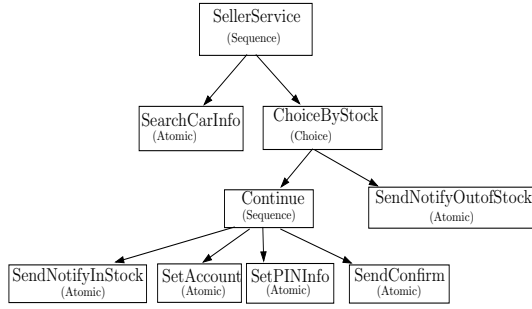 SellerService
(Sequence)
SearchCarInfo
(Atomic)
ChoiceByStock
(Choice)
Continue
(Sequence)
SendNotifyOutofStock
(Atomic)
SendNotifyInStock
(Atomic)
SetAccount
(Atomic)
SetPINInfo
(Atomic)
SendConfirm
(Atomic)